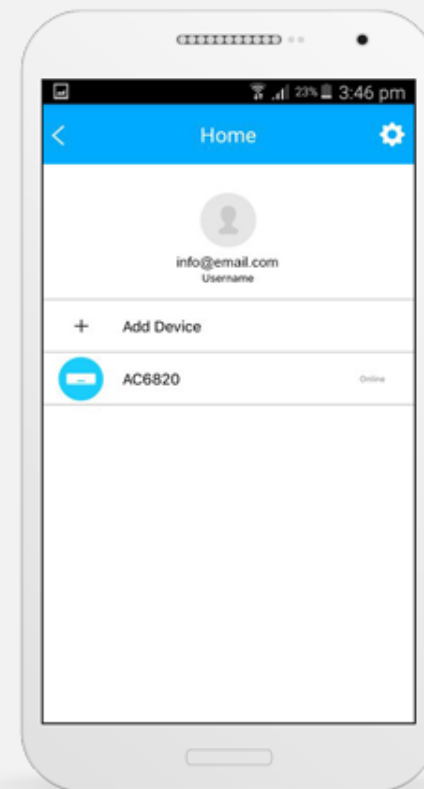 23% 3:46 pm
Home
info@email.com
Username
+ Add Device
AC6820 Online